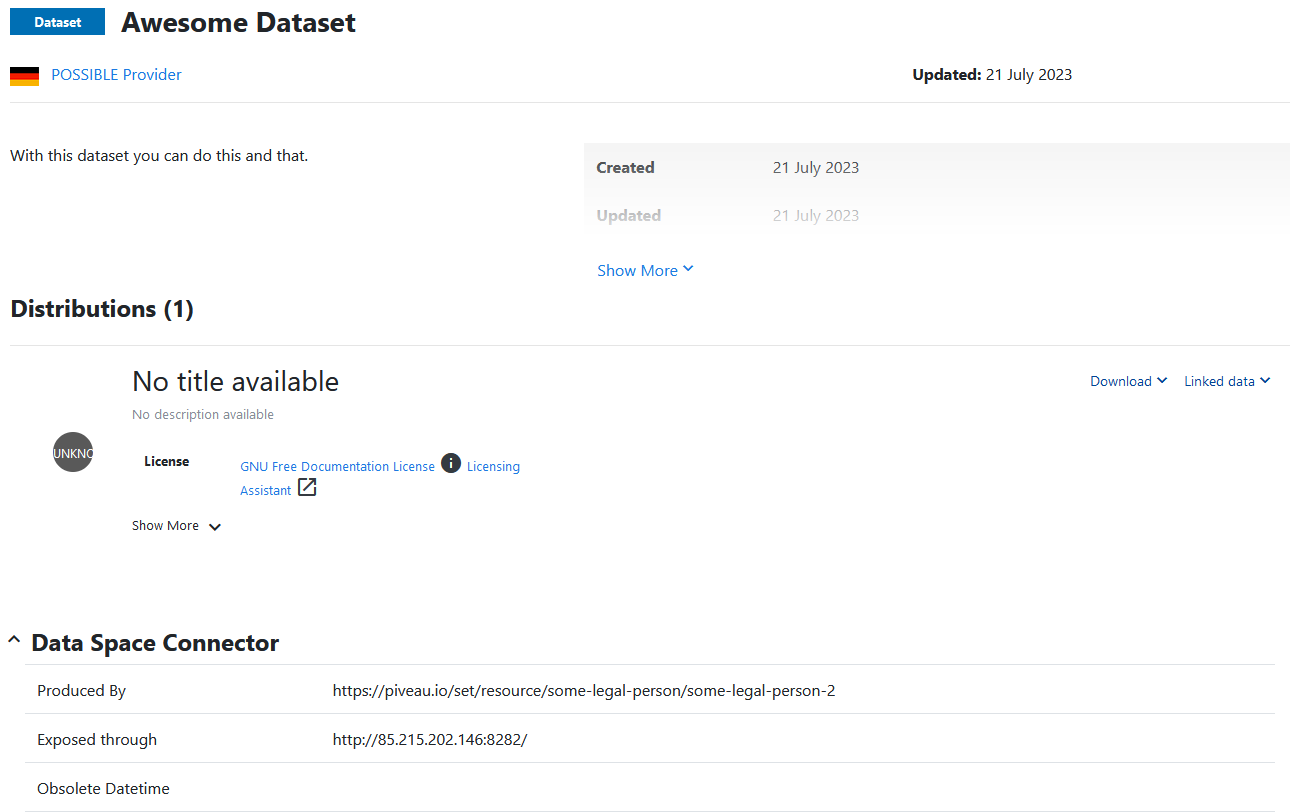 Dataset Awesome Dataset
POSSIBLE Provider Updated: 21 July 2023
With this dataset you can do this and that.
Created 21 July 2023
Updated 21 July 2023
Show More
Distributions (1)
No title available
Download Linked data
No description available
UNKNO
License GNU Free Documentation License i Licensing
Assistant
Show More
Data Space Connector
Produced By https://piveau.io/set/resource/some-legal-person/some-legal-person-2
Exposed through http://85.215.202.146:8282/
Obsolete Datetime